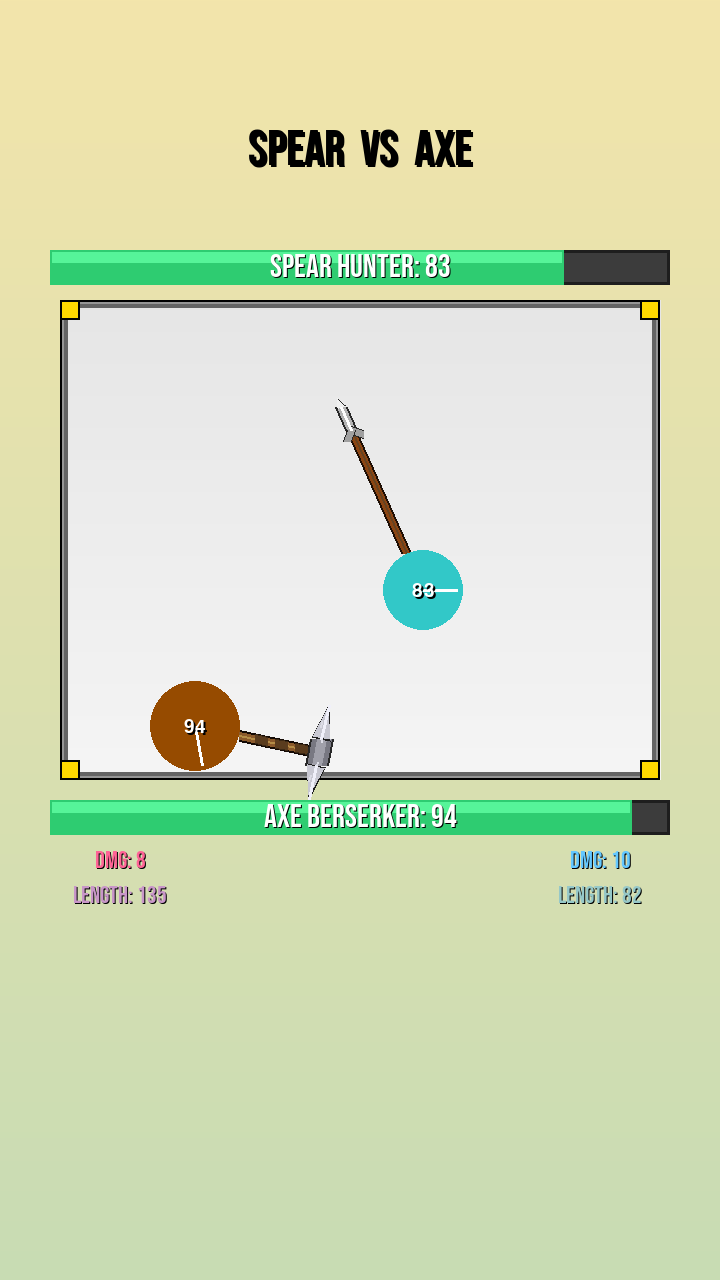 SPEAR VS AXE
SPEAR HUNTER: 83
83
94
AXE BERSERKER: 94
DMG: 8
DMG: 10
LENGTH: 135
LENGTH: 82